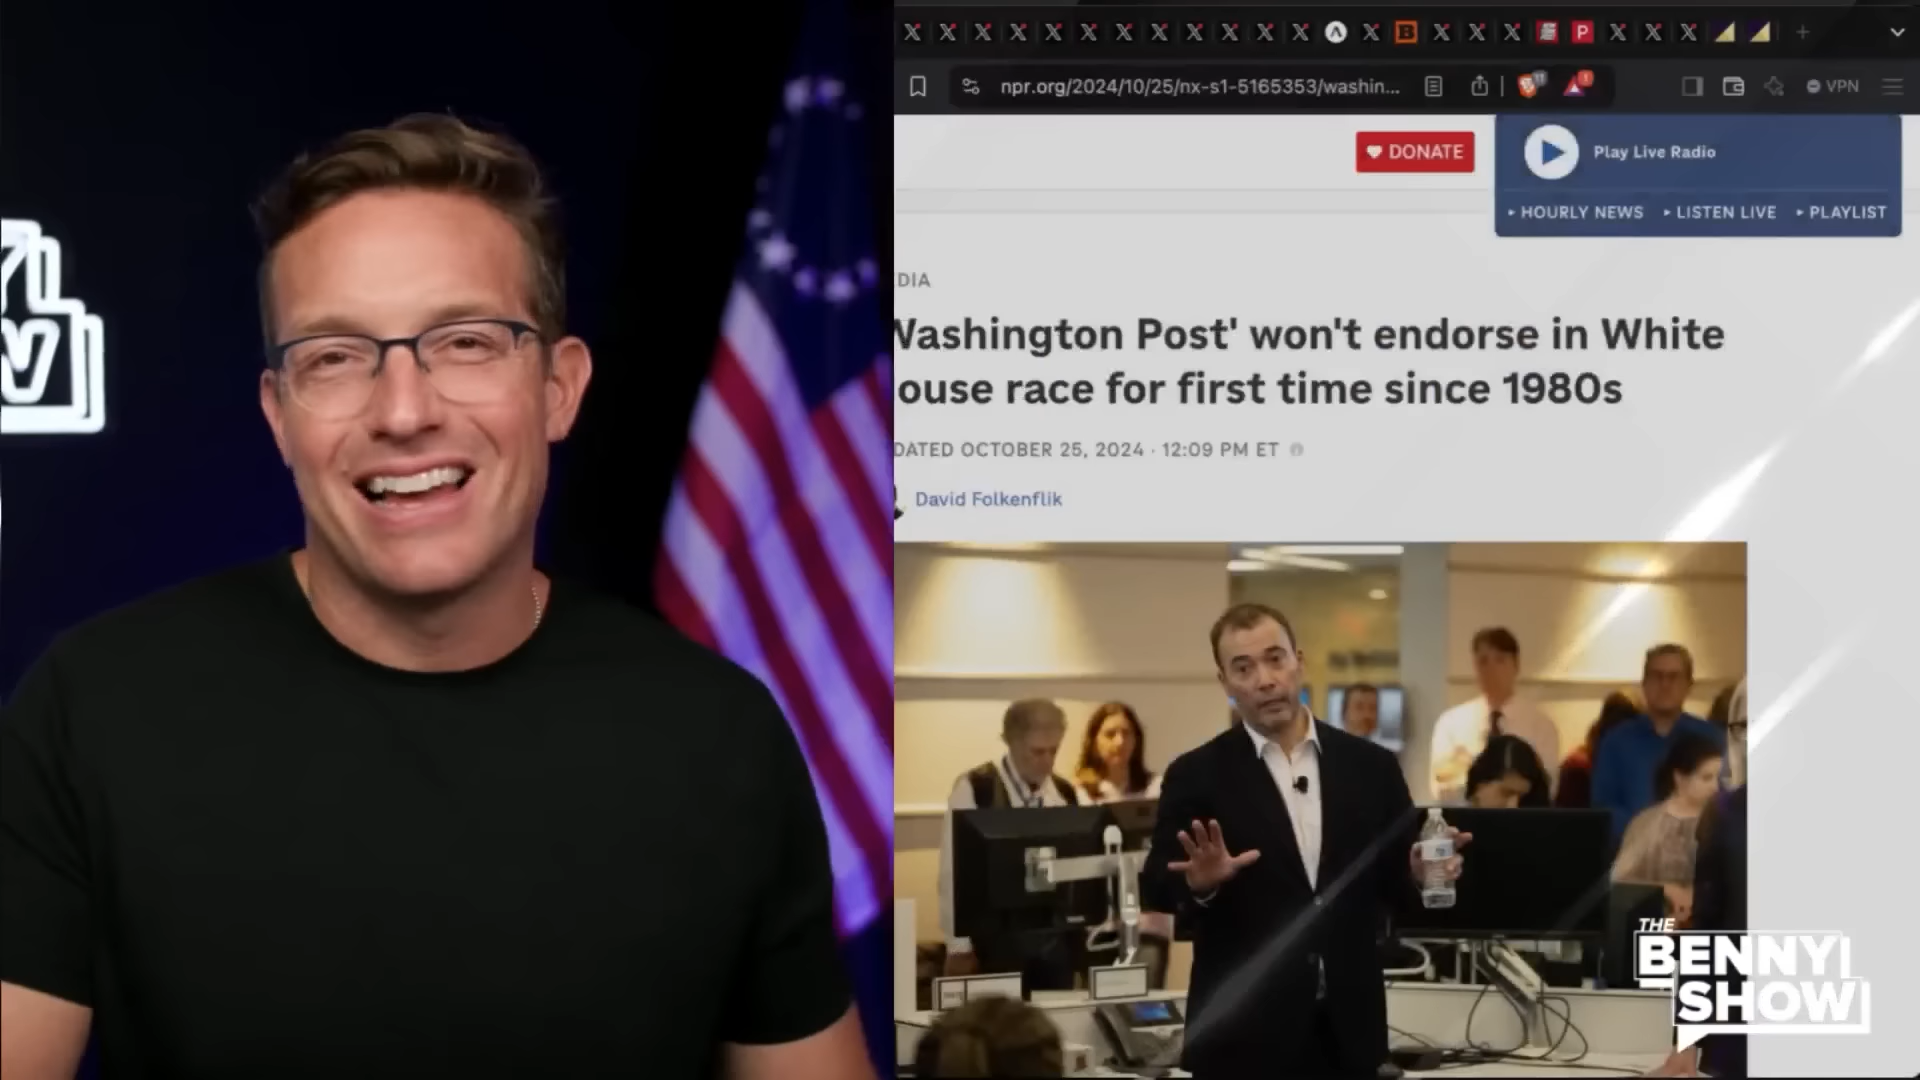 npr.org/2024/10/25/nx-s1-5165353/washin...
VPN
DONATE
Play Live Radio
HOURLY NEWS
LISTEN LIVE
PLAYLIST
DIA
Washington Post' won't endorse in White
ouse race for first time since 1980s
DATED OCTOBER 25, 2024 · 12:09 PM ET
David Folkenflik
THE
BENNY
SHOW